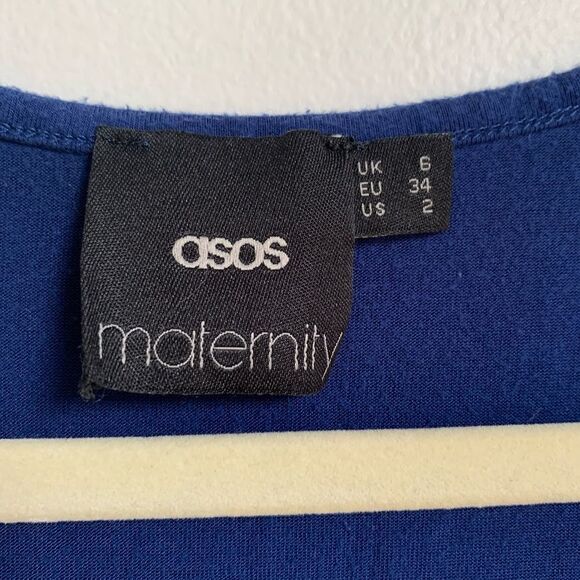 asos
maternity
UK 6
EU 34
US 2